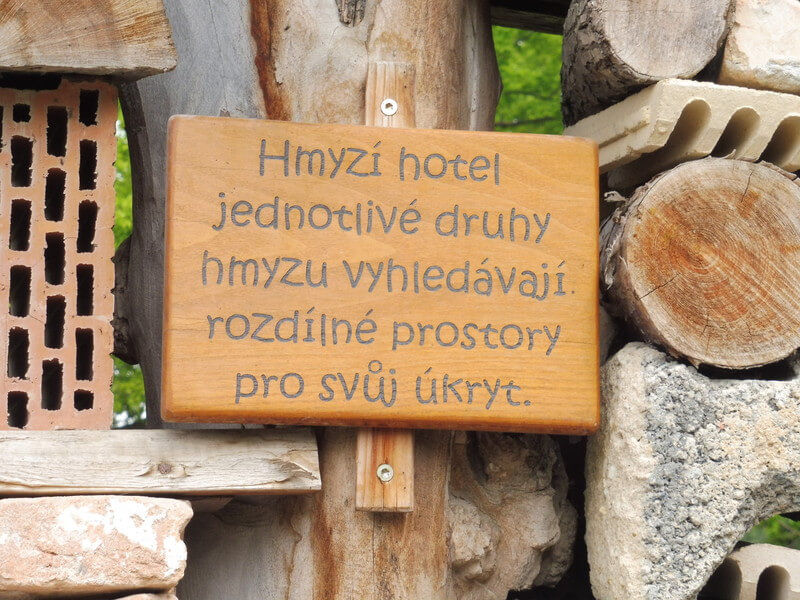 Hmyzí hotel
jednotlivé druhy
hmyzu vyhledávají
rozdílné prostory
pro svůj úkryt.